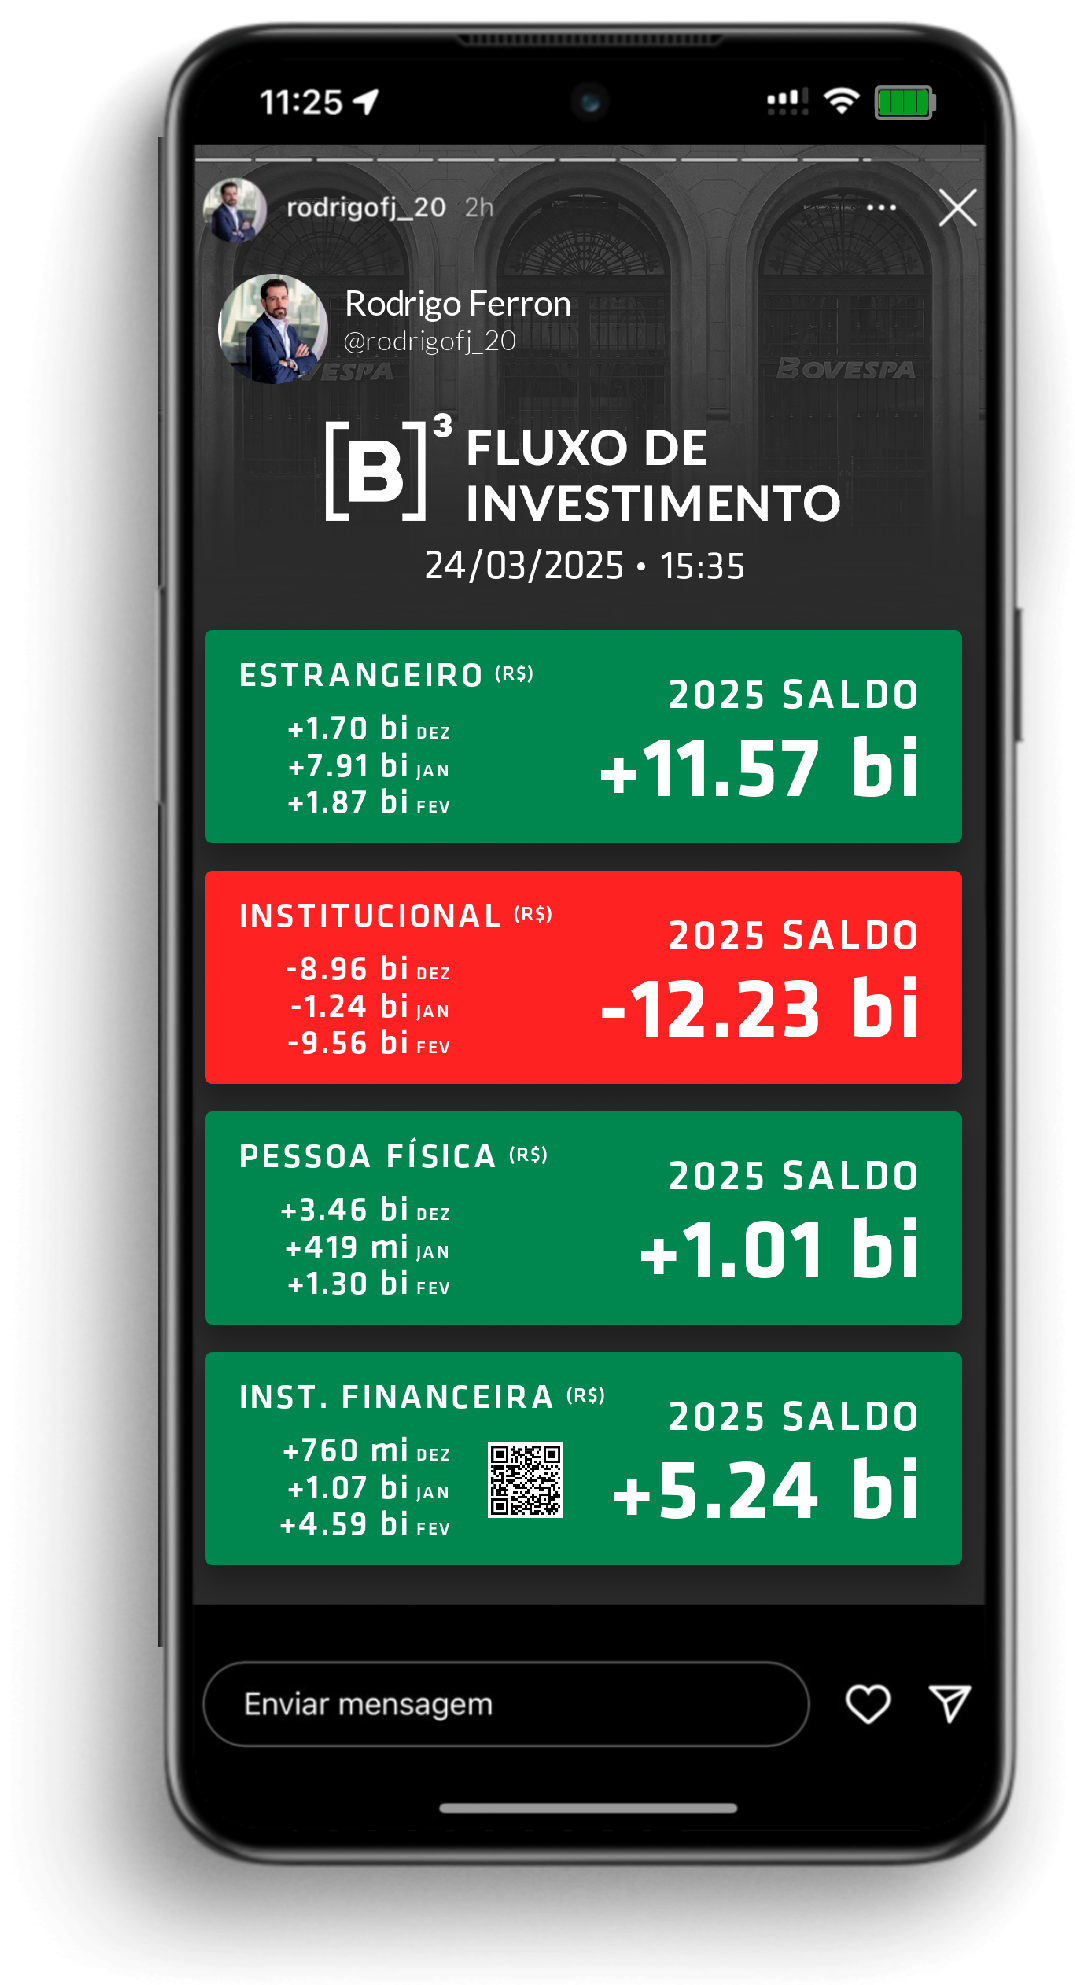 11:25
rodrigofj_20 2h
Rodrigo Ferron
@rodrigofj_20
VESPA
BOVESPA
[B]³ FLUXO DE
INVESTIMENTO
24/03/2025 • 15:35
ESTRANGEIRO (R$)
+1.70 bi DEZ
+7.91 bi JAN
+1.87 bi FEV
2025 SALDO
+11.57 bi
INSTITUCIONAL (R$)
-8.96 bi DEZ
-1.24 bi JAN
-9.56 bi FEV
2025 SALDO
-12.23 bi
PESSOA FÍSICA (R$)
+3.46 bi DEZ
+419 mi JAN
+1.30 bi FEV
2025 SALDO
+1.01 bi
INST. FINANCEIRA (R$)
+760 mi DEZ
+1.07 bi JAN
+4.59 bi FEV
2025 SALDO
+5.24 bi
Enviar mensagem